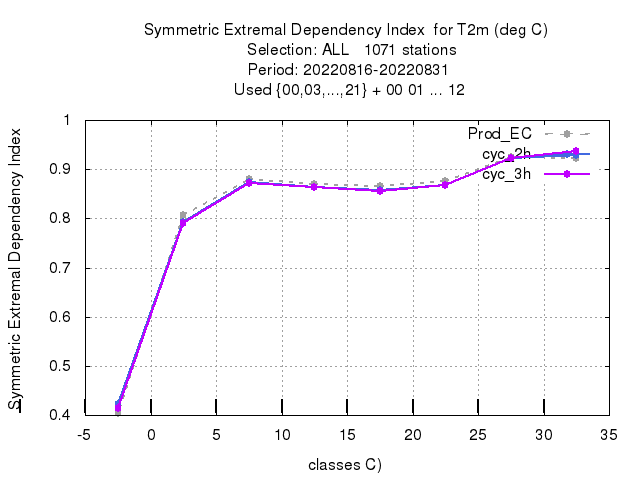 Symmetric Extremal Dependency Index for T2m (deg C)
Selection: ALL 1071 stations
Period: 20220816-20220831
Used {00,03,...,21} + 00 01 ... 12
Symmetric Extremal Dependency Index
1
0.9
0.8
0.7
0.6
0.5
0.4
Prod_EC
cyc_2h
cyc_3h
-5 0 5 10 15 20 25 30 35
classes C)